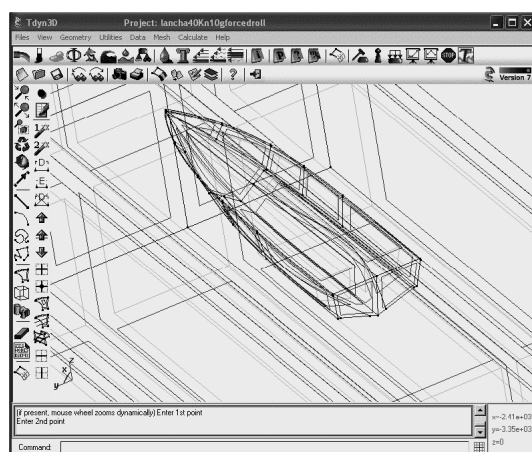 Tdyn3D Project: lancha40Kn10gforcedroll
Files View Geometry Utilities Data Mesh Calculate Help
STOP
? Version 7
D
E
z
x
y
(if present, mouse wheel zooms dynamically) Enter 1st point
Enter 2nd point
x=-2.41e+03
y=-3.35e+03
z=0
Command: